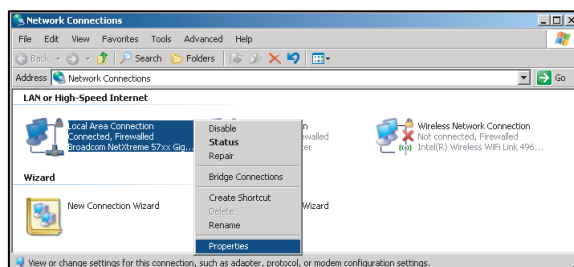 Network Connections
File Edit View Favorites Tools Advanced Help
Back Search Folders
Address Network Connections Go
LAN or High-Speed Internet
Local Area Connection
Connected, Firewalled
Broadcom NetXtreme 57xx Gig...
Disable
Status
Repair
Bridge Connections
Create Shortcut
Delete
Rename
Properties
n
ewalled
ter
Wireless Network Connection
Not connected, Firewalled
Intel(R) Wireless WiFi Link 496...
Wizard
New Connection Wizard
Wizard
View or change settings for this connection, such as adapter, protocol, or modem configuration settings.